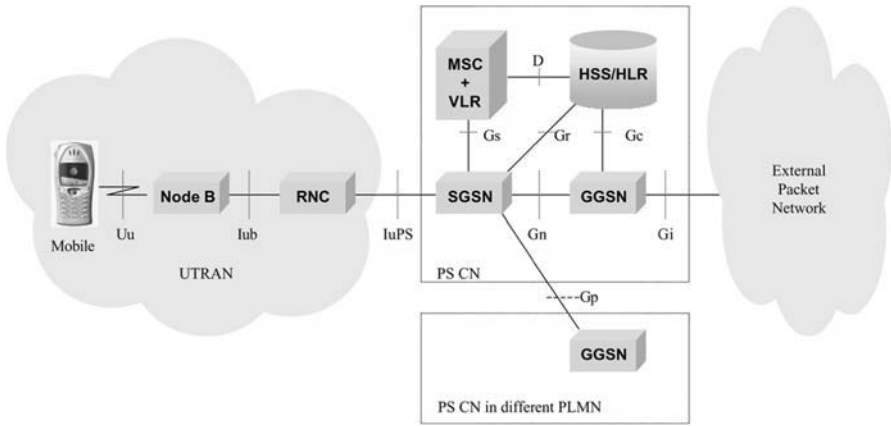 MSC
+
VLR
D
HSS/HLR
Gs
Gr
Gc
Mobile
Uu
Node B
Iub
RNC
UTRAN
IuPS
SGSN
Gn
GGSN
Gi
External
Packet
Network
PS CN
Gp
GGSN
PS CN in different PLMN